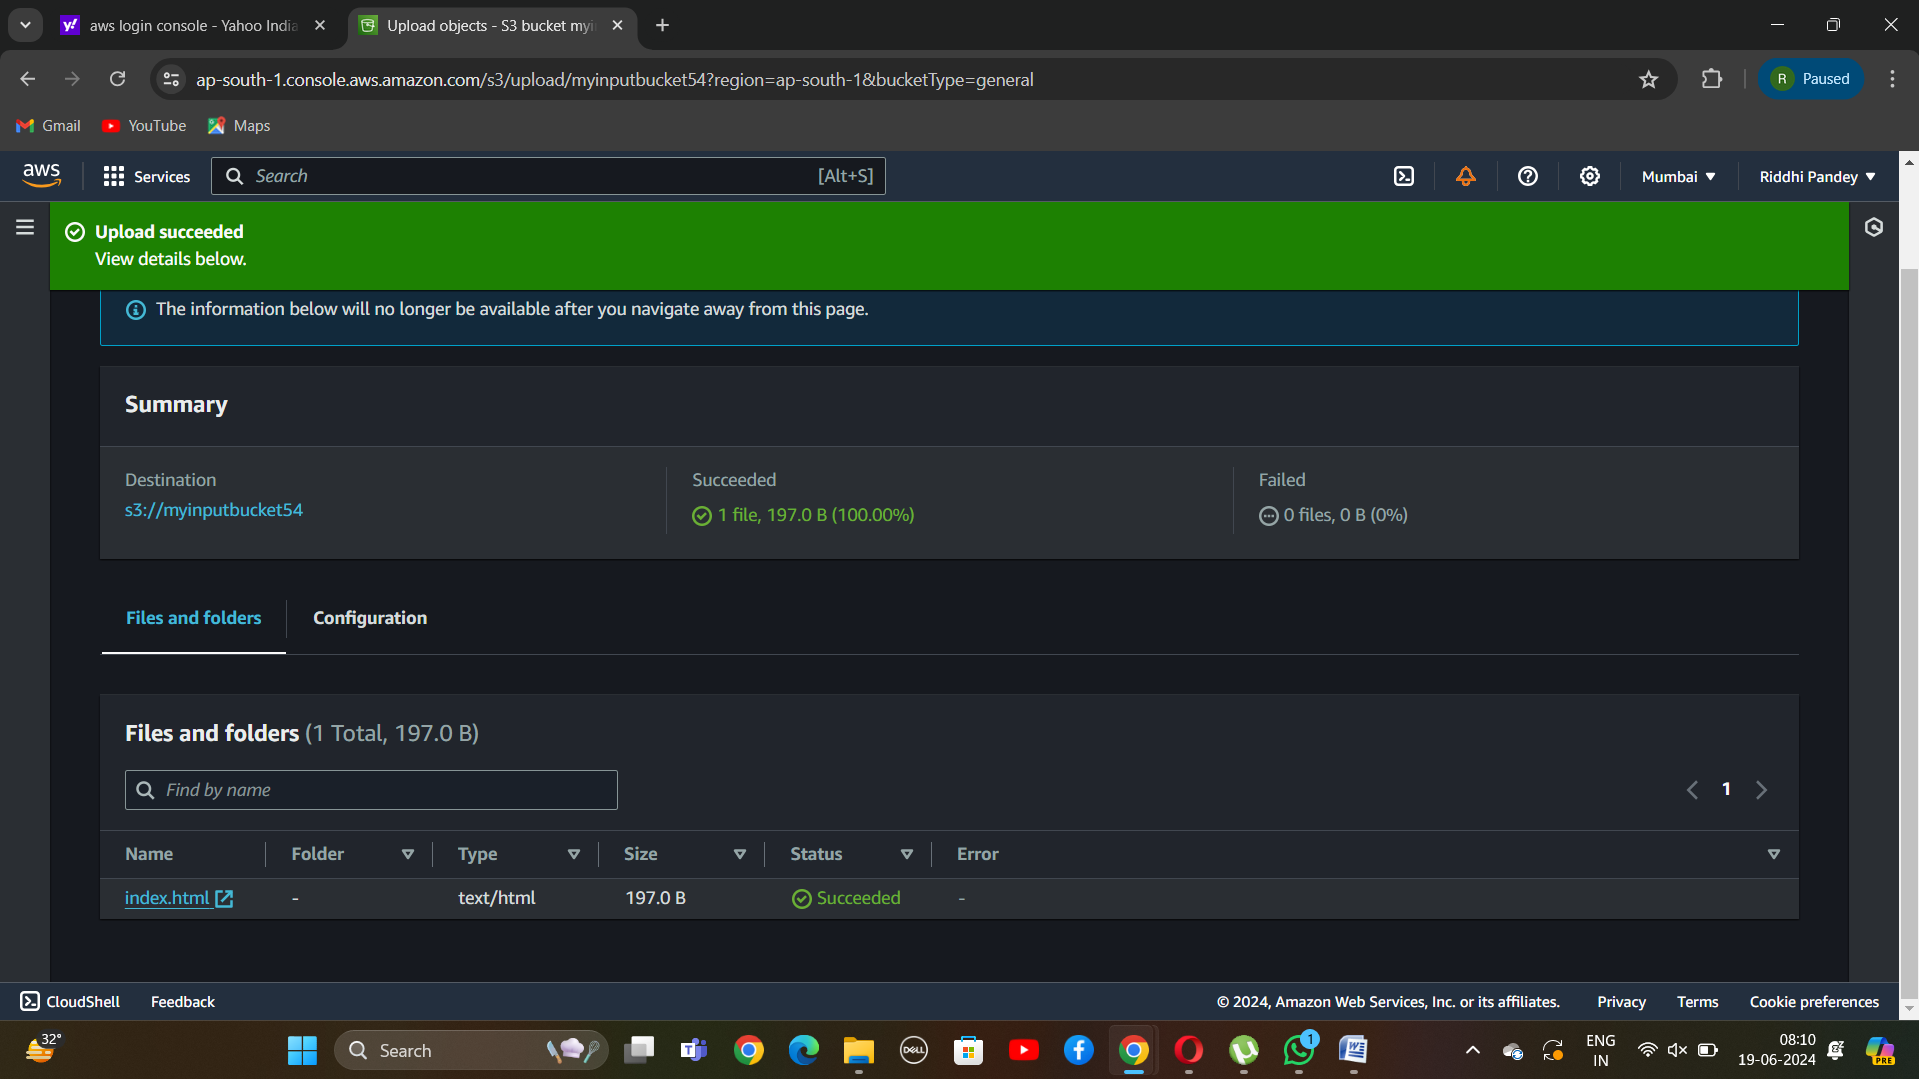 aws login console - Yahoo India
Upload objects - S3 bucket myi
ap-south-1.console.aws.amazon.com/s3/upload/myinputbucket54?region=ap-south-1&bucketType=general
R Paused
Gmail YouTube Maps
aws Services Search [Alt+S] Mumbai Riddhi Pandey
Upload succeeded
View details below.
The information below will no longer be available after you navigate away from this page.
Summary
Destination Succeeded Failed
s3://myinputbucket54 1 file, 197.0 B (100.00%) 0 files, 0 B (0%)
Files and folders Configuration
Files and folders (1 Total, 197.0 B)
Find by name 1
Name Folder Type Size Status Error
index.html - text/html 197.0 B Succeeded -
CloudShell Feedback © 2024, Amazon Web Services, Inc. or its affiliates. Privacy Terms Cookie preferences
32° Search DELL 1 ENG 08:10
IN 19-06-2024 PRE